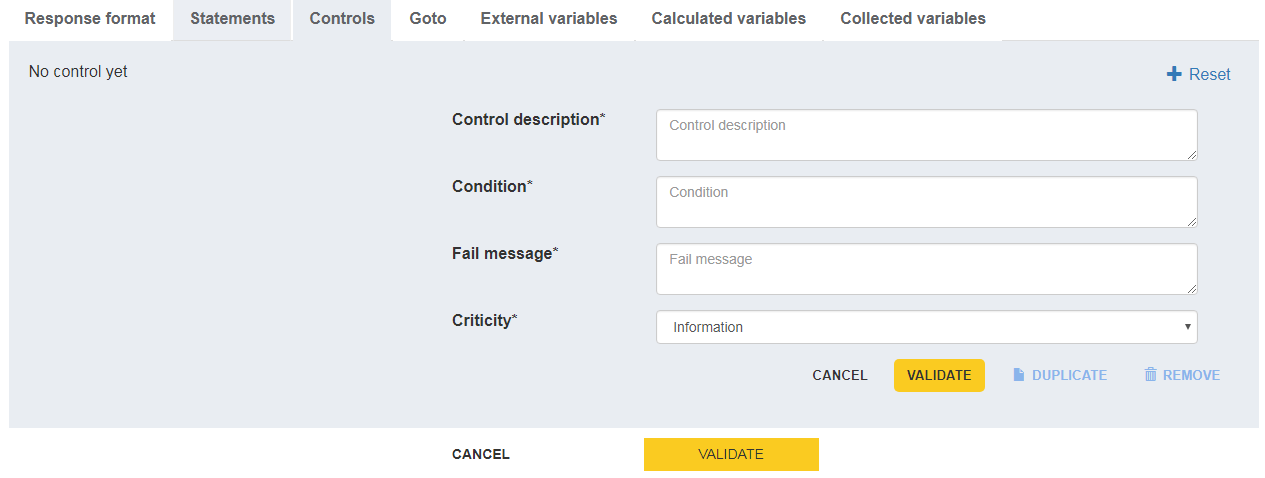 Response format Statements Controls Goto External variables Calculated variables Collected variables
No control yet
Reset
Control description*
Control description
Condition*
Condition
Fail message*
Fail message
Criticity*
Information
CANCEL VALIDATE DUPLICATE REMOVE
CANCEL VALIDATE